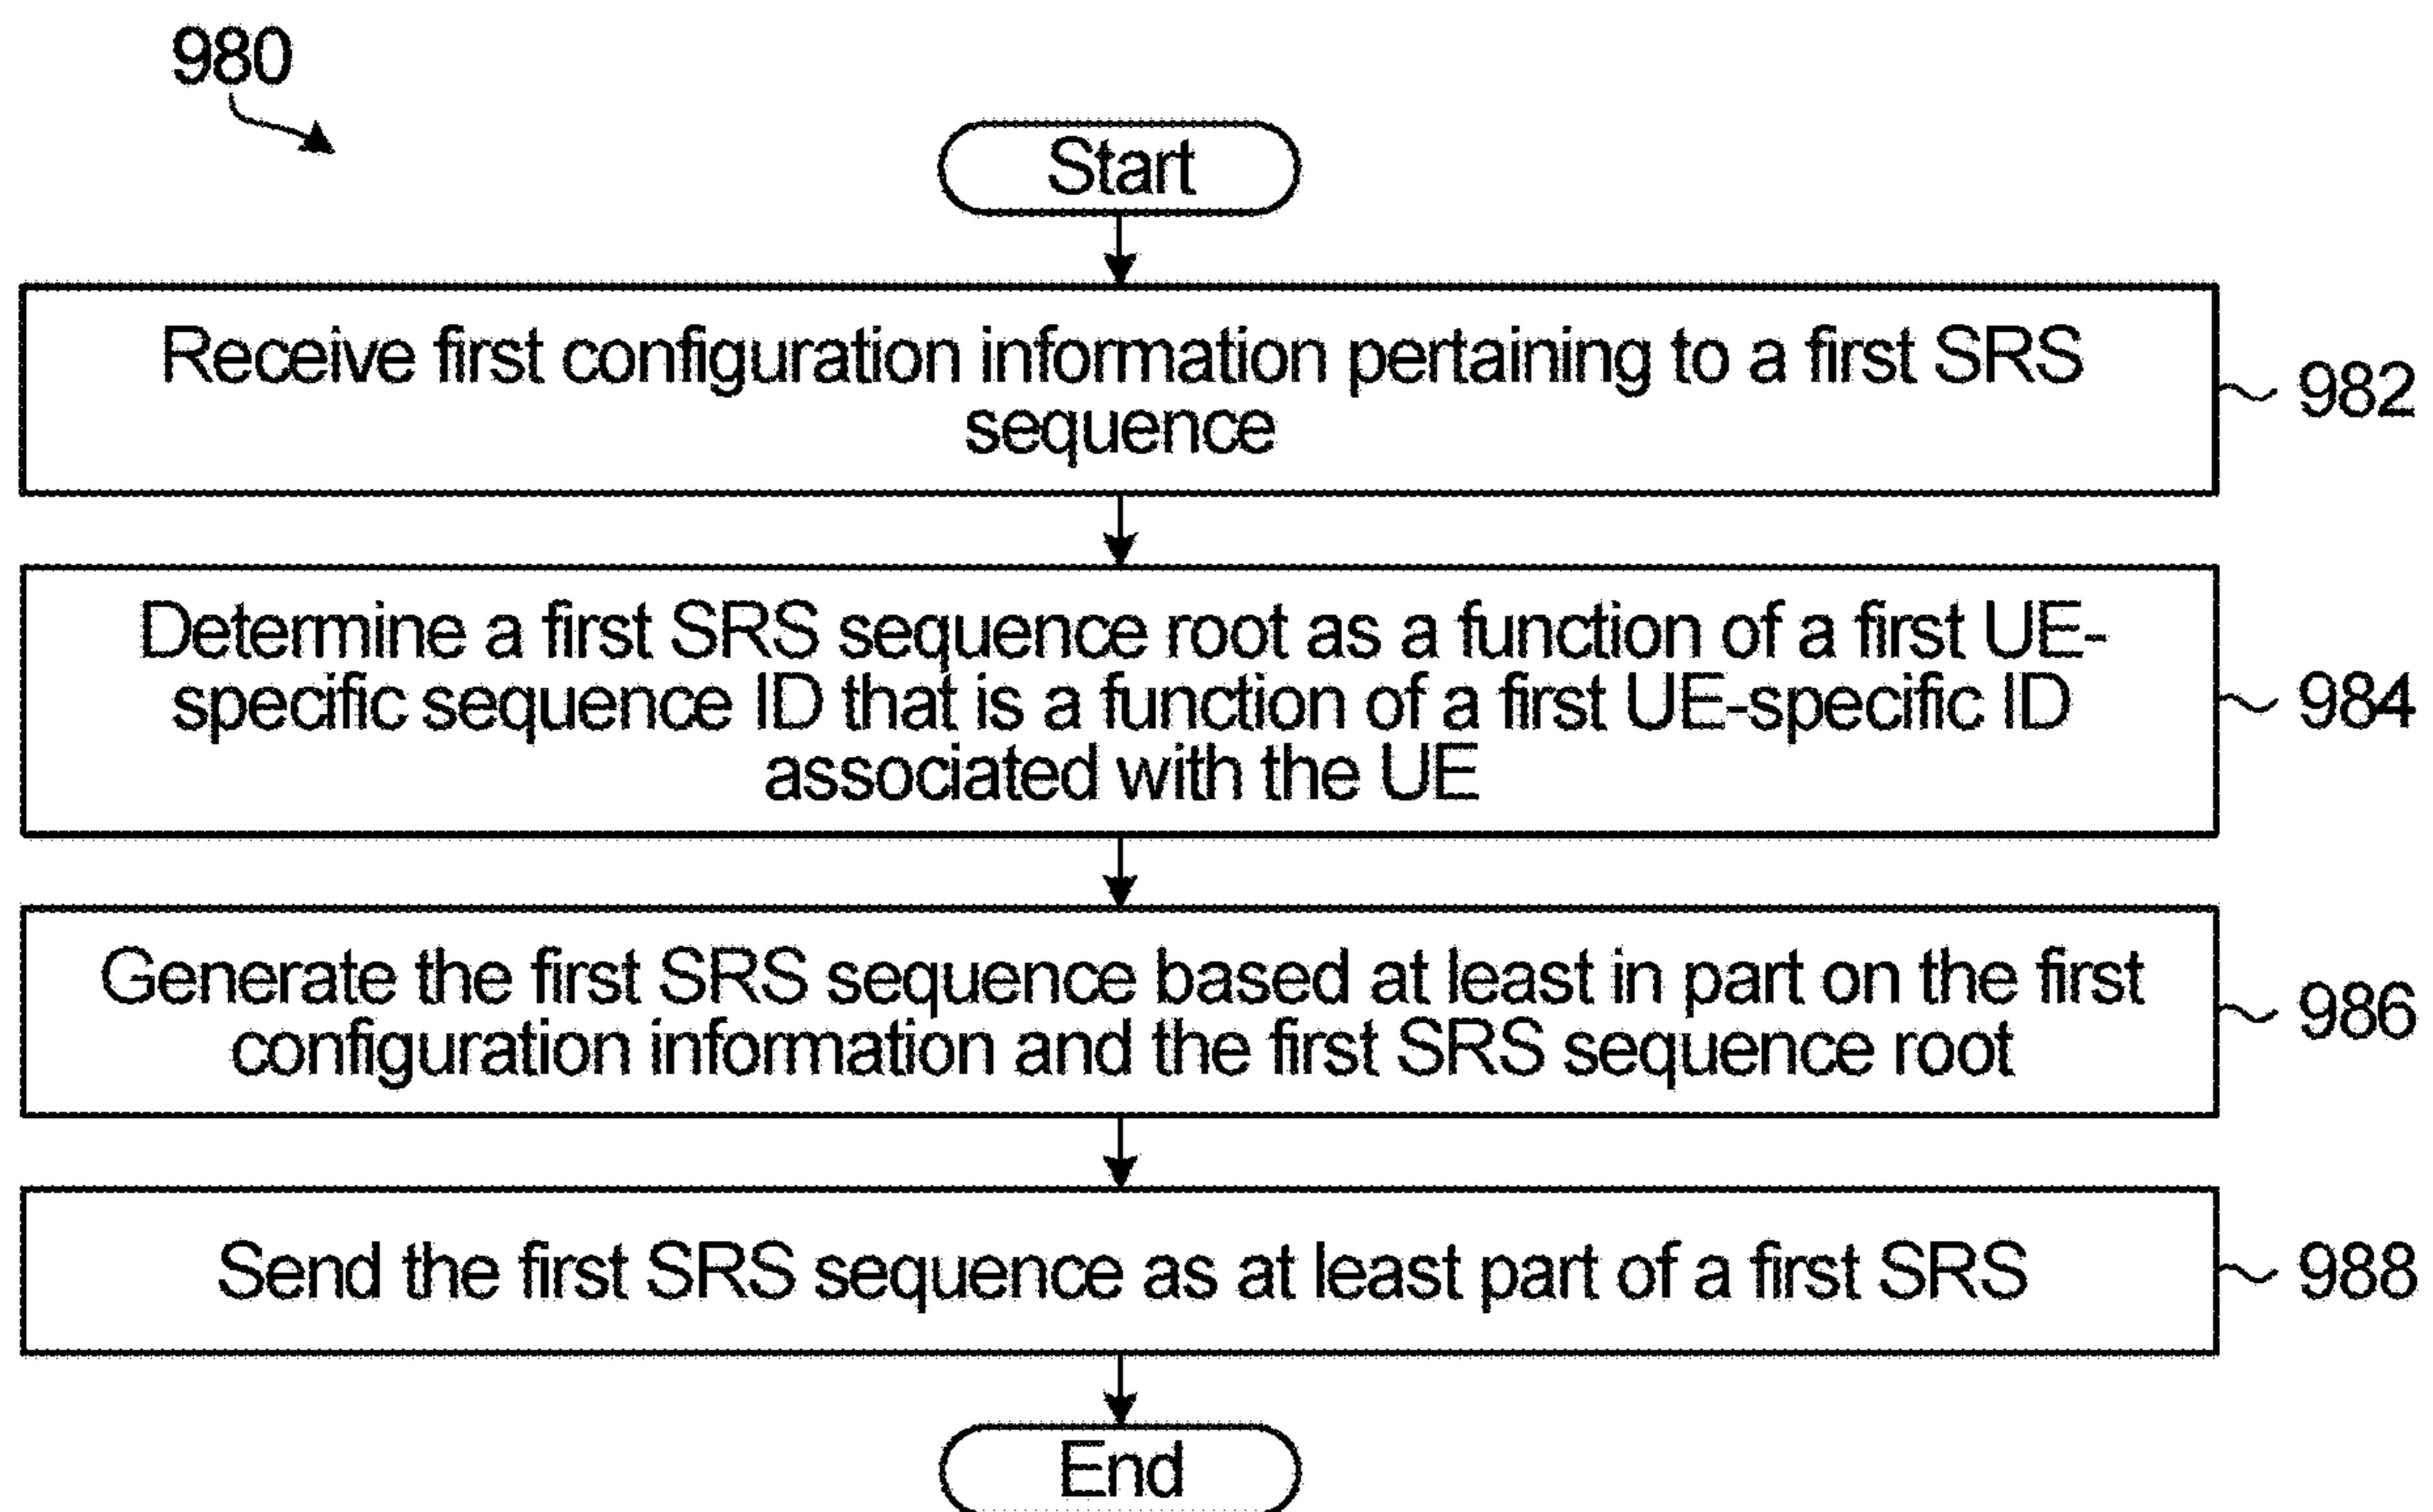 980
Start
Receive first configuration information pertaining to a first SRS
sequence
982
Determine a first SRS sequence root as a function of a first UE-
specific sequence ID that is a function of a first UE-specific ID
associated with the UE
984
Generate the first SRS sequence based at least in part on the first
configuration information and the first SRS sequence root
986
Send the first SRS sequence as at least part of a first SRS
988
End